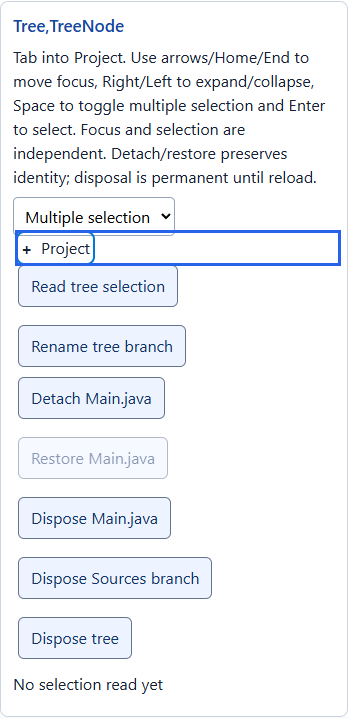 Tree,TreeNode
Tab into Project. Use arrows/Home/End to
move focus, Right/Left to expand/collapse,
Space to toggle multiple selection and Enter
to select. Focus and selection are
independent. Detach/restore preserves
identity; disposal is permanent until reload.
Multiple selection
+ Project
Read tree selection
Rename tree branch
Detach Main.java
Restore Main.java
Dispose Main.java
Dispose Sources branch
Dispose tree
No selection read yet